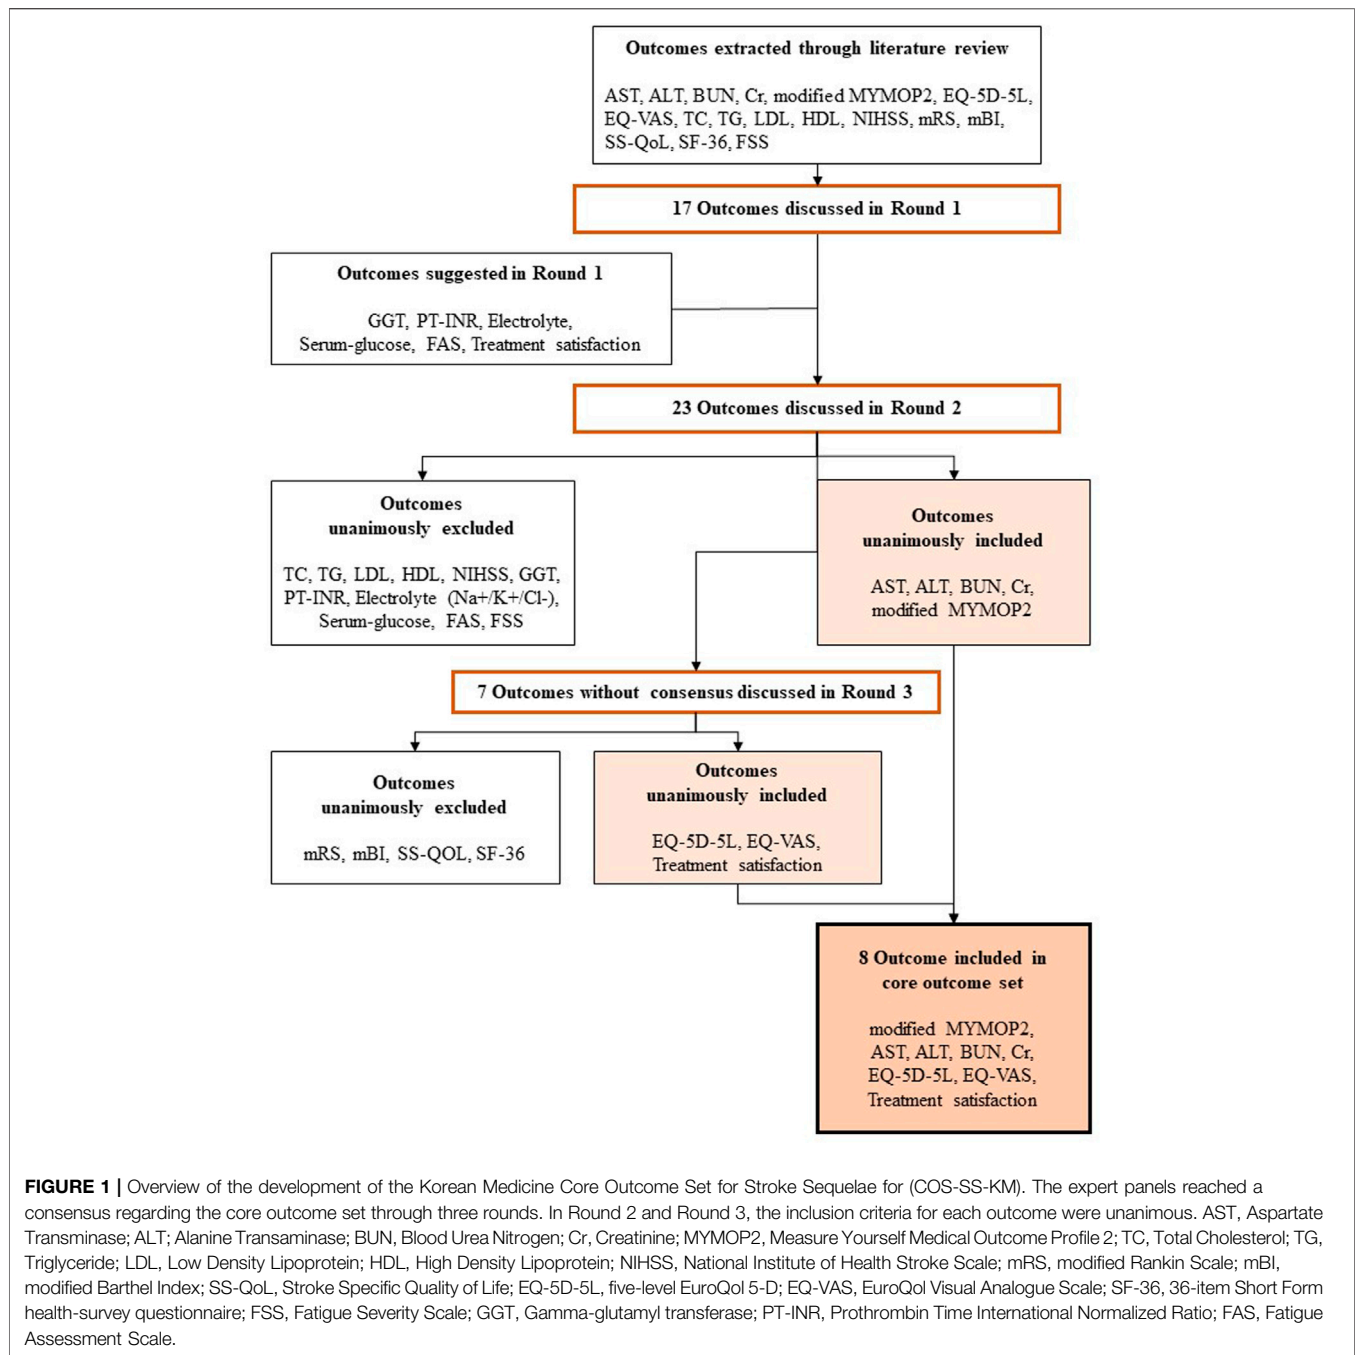 Outcomes extracted through literature review
AST, ALT, BUN, Cr, modified MYMOP2, EQ-5D-5L,
EQ-VAS, TC, TG, LDL, HDL, NIHSS, mRS, mBI,
SS-QoL, SF-36, FSS
17 Outcomes discussed in Round 1
Outcomes suggested in Round 1
GGT, PT-INR, Electrolyte,
Serum-glucose, FAS, Treatment satisfaction
23 Outcomes discussed in Round 2
Outcomes
unanimously excluded
TC, TG, LDL, HDL, NIHSS, GGT,
PT-INR, Electrolyte (Na+/K+/Cl-),
Serum-glucose, FAS, FSS
Outcomes
unanimously included
AST, ALT, BUN, Cr,
modified MYMOP2
7 Outcomes without consensus discussed in Round 3
Outcomes
unanimously excluded
mRS, mBI, SS-QOL, SF-36
Outcomes
unanimously included
EQ-5D-5L, EQ-VAS,
Treatment satisfaction
8 Outcome included in
core outcome set
modified MYMOP2,
AST, ALT, BUN, Cr,
EQ-5D-5L, EQ-VAS,
Treatment satisfaction
FIGURE 1 | Overview of the development of the Korean Medicine Core Outcome Set for Stroke Sequelae for (COS-SS-KM). The expert panels reached a
consensus regarding the core outcome set through three rounds. In Round 2 and Round 3, the inclusion criteria for each outcome were unanimous. AST, Aspartate
Transminase; ALT; Alanine Transaminase; BUN, Blood Urea Nitrogen; Cr, Creatinine; MYMOP2, Measure Yourself Medical Outcome Profile 2; TC, Total Cholesterol; TG,
Triglyceride; LDL, Low Density Lipoprotein; HDL, High Density Lipoprotein; NIHSS, National Institute of Health Stroke Scale; mRS, modified Rankin Scale; mBI,
modified Barthel Index; SS-QoL, Stroke Specific Quality of Life; EQ-5D-5L, five-level EuroQol 5-D; EQ-VAS, EuroQol Visual Analogue Scale; SF-36, 36-item Short Form
health-survey questionnaire; FSS, Fatigue Severity Scale; GGT, Gamma-glutamyl transferase; PT-INR, Prothrombin Time International Normalized Ratio; FAS, Fatigue
Assessment Scale.